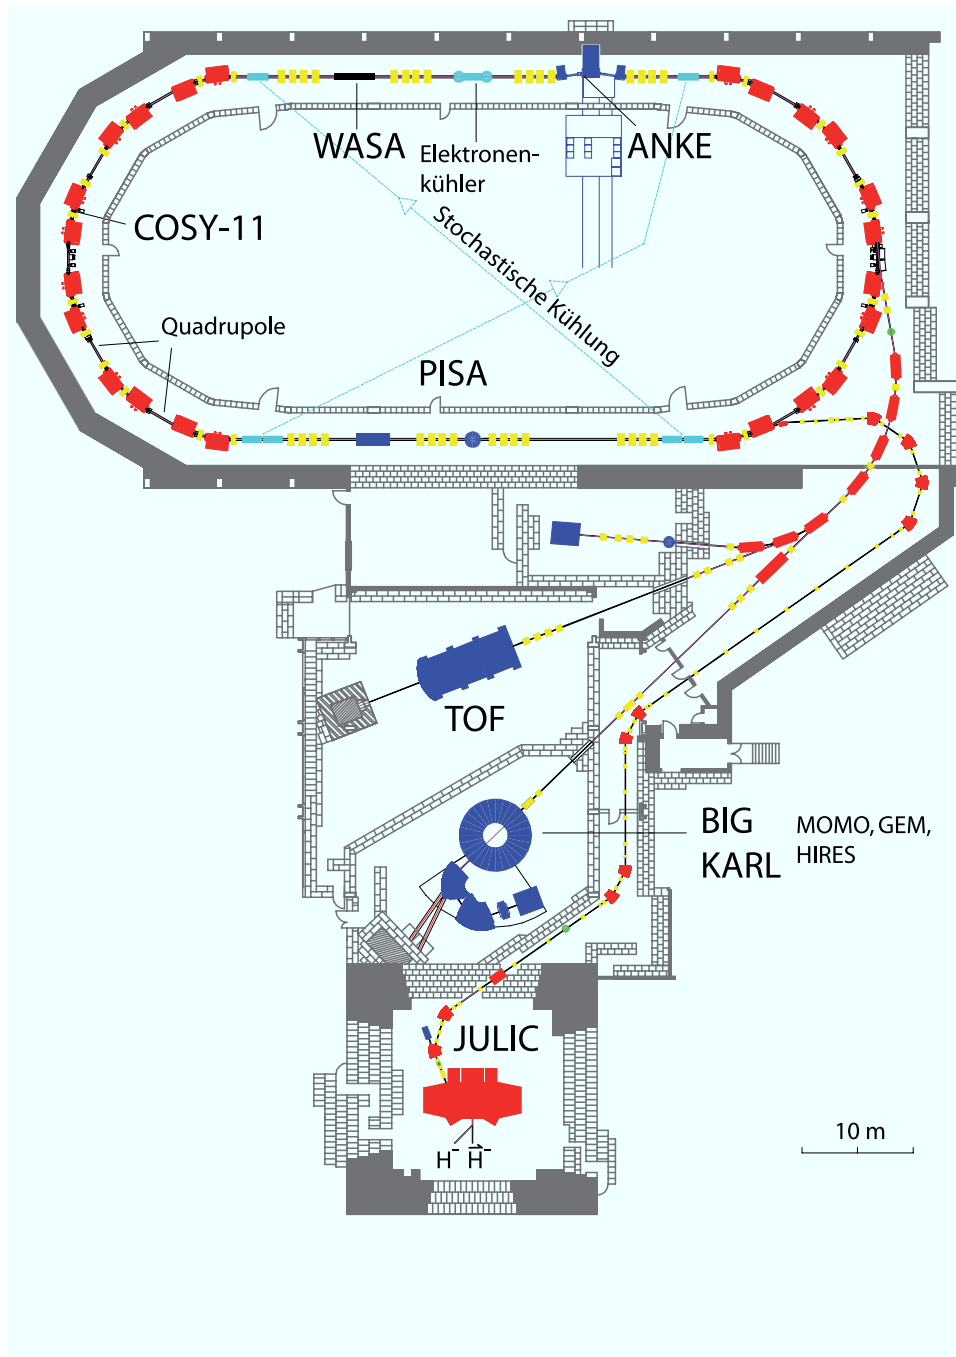 WASA
Elektronen-
kühler
ANKE
COSY-11
Stochastische Kühlung
Quadrupole
PISA
TOF
BIG
KARL
MOMO, GEM,
HIRES
JULIC
H⁻ H⃗⁻
10 m